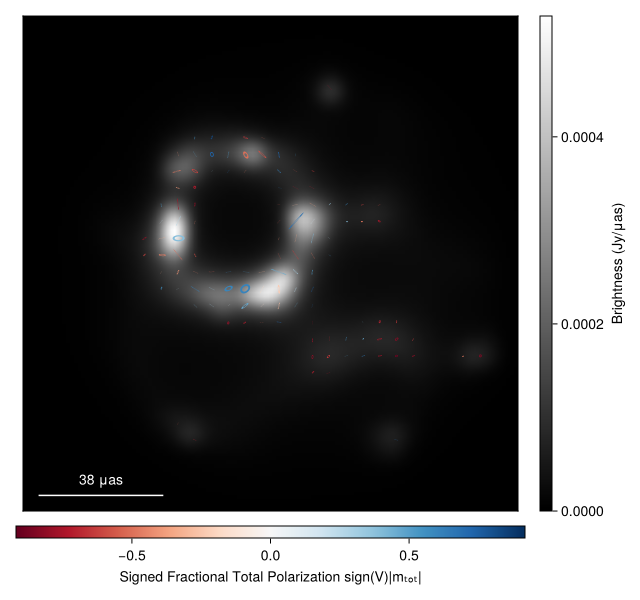 38 μas
0.0004
0.0002
0.0000
Brightness (Jy/μas)
−0.5
0.0
0.5
Signed Fractional Total Polarization sign(V)|mₜₒₜ|